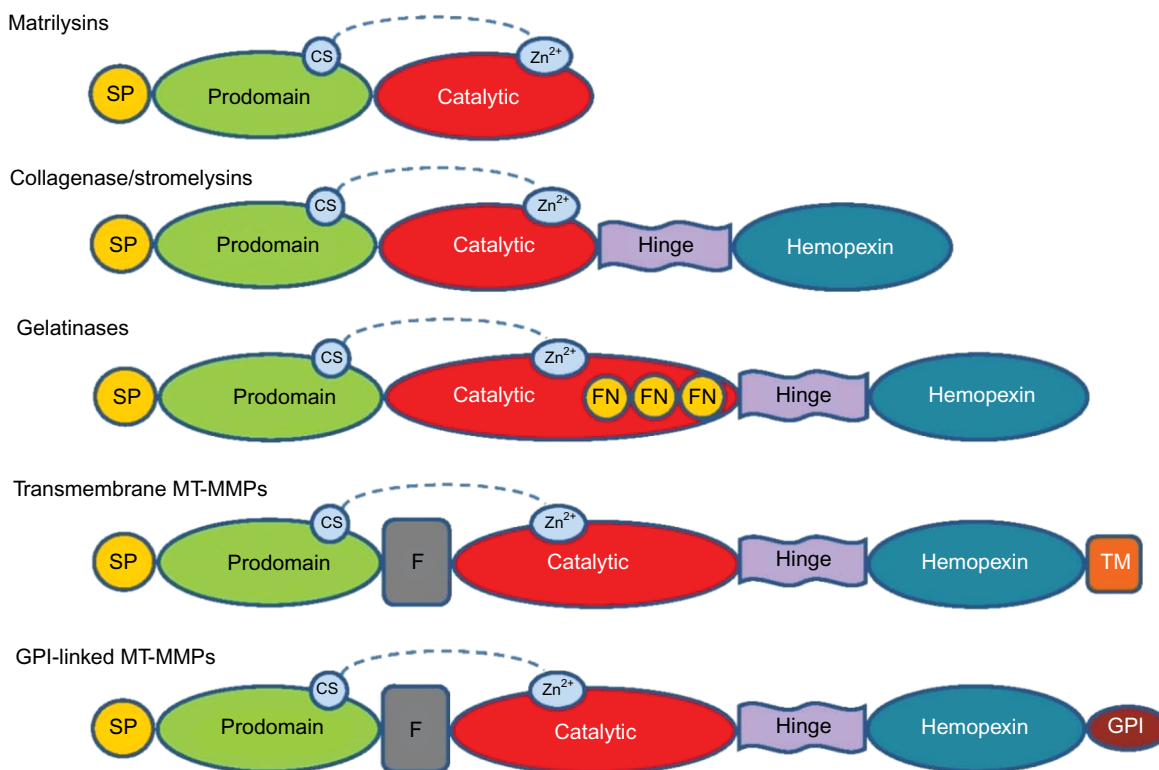 Matrilysins
SP Prodomain CS Catalytic Zn²⁺
Collagenase/stromelysins
SP Prodomain CS Catalytic Zn²⁺ Hinge Hemopexin
Gelatinases
SP Prodomain CS Catalytic Zn²⁺ FN FN FN Hinge Hemopexin
Transmembrane MT-MMPs
SP Prodomain CS F Catalytic Zn²⁺ Hinge Hemopexin TM
GPI-linked MT-MMPs
SP Prodomain CS F Catalytic Zn²⁺ Hinge Hemopexin GPI